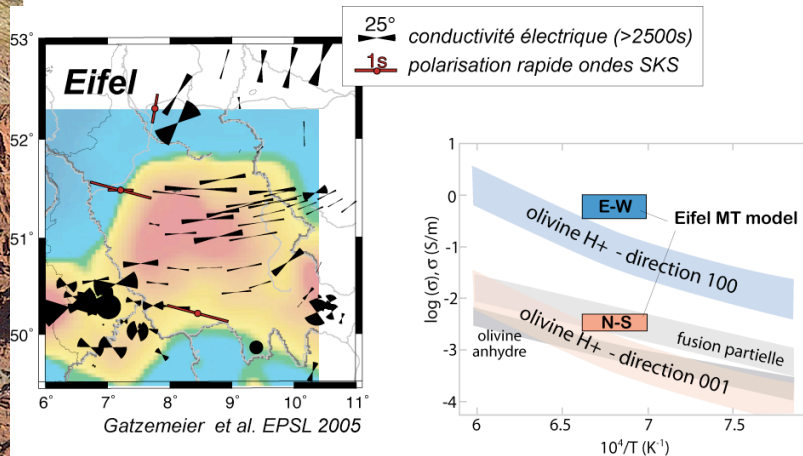 25°
conductivité électrique (>2500s)
1s
polarisation rapide ondes SKS
Eifel
53°
52°
51°
50°
6° 7° 8° 9° 10° 11°
Gatzemeier et al. EPSL 2005
log (σ), σ (S/m)
1
0
-1
-2
-3
-4
E-W
Eifel MT model
olivine H+ - direction 100
N-S
fusion partielle
olivine
anhydre
olivine H+ - direction 001
6 6.5 7 7.5
10⁴/T (K⁻¹)